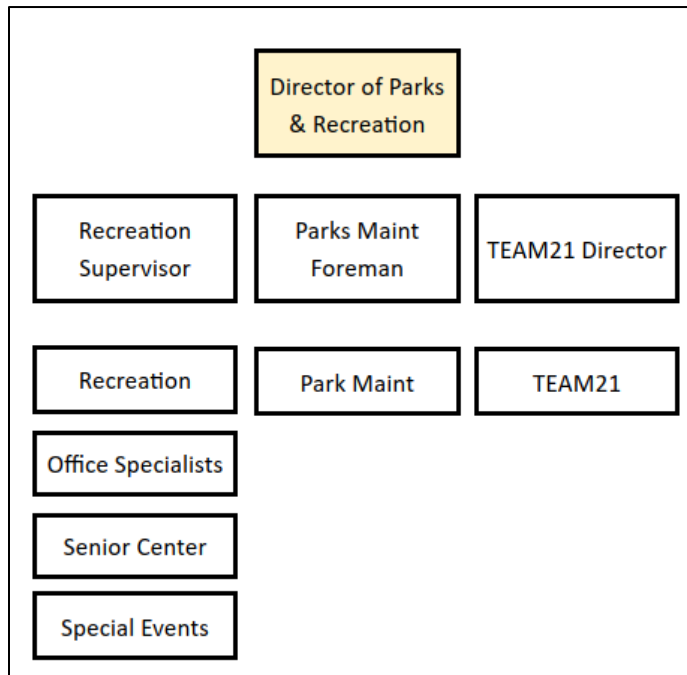 Director of Parks
& Recreation
Recreation
Supervisor
Parks Maint
Foreman
TEAM21 Director
Recreation
Park Maint
TEAM21
Office Specialists
Senior Center
Special Events